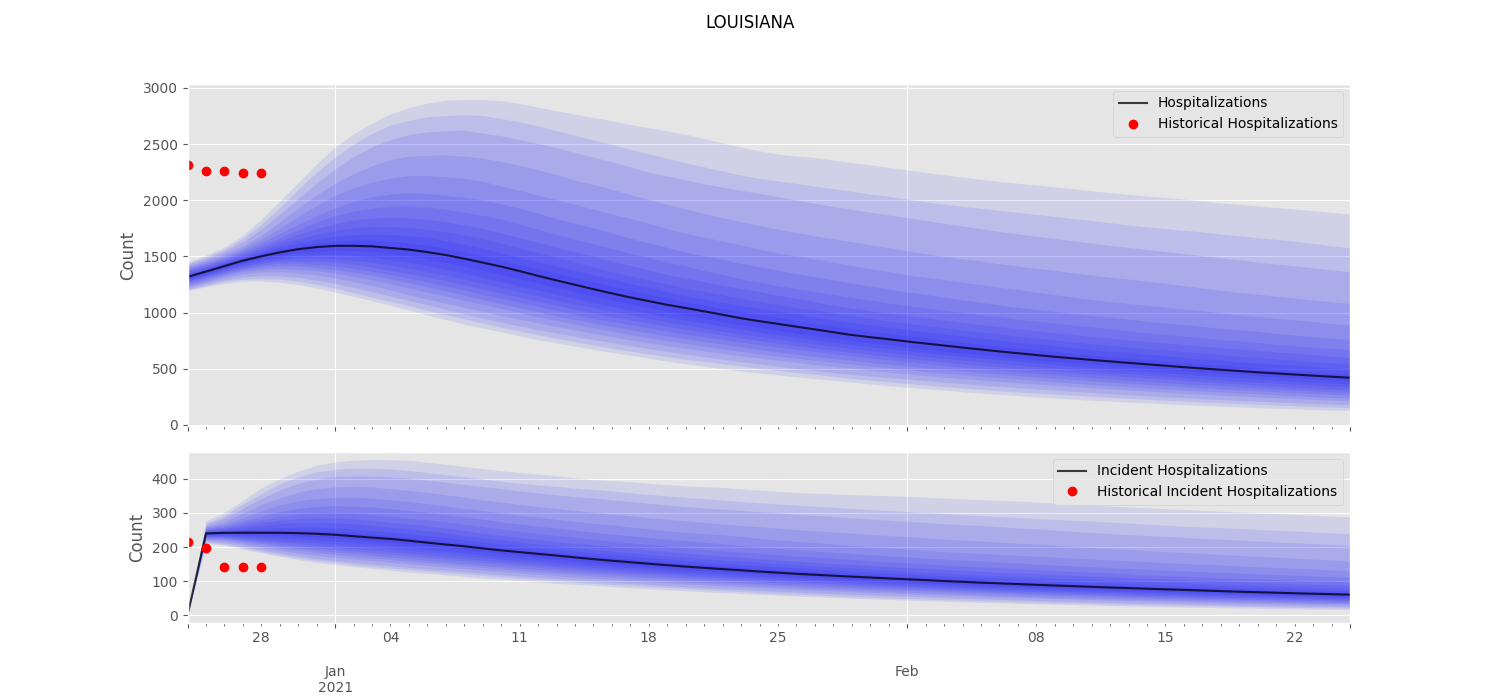 LOUISIANA
3000
2500
2000
1500
1000
500
0
Count
Hospitalizations
Historical Hospitalizations
400
300
200
100
0
Count
Incident Hospitalizations
Historical Incident Hospitalizations
28 04 11 18 25 08 15 22
Jan Feb
2021